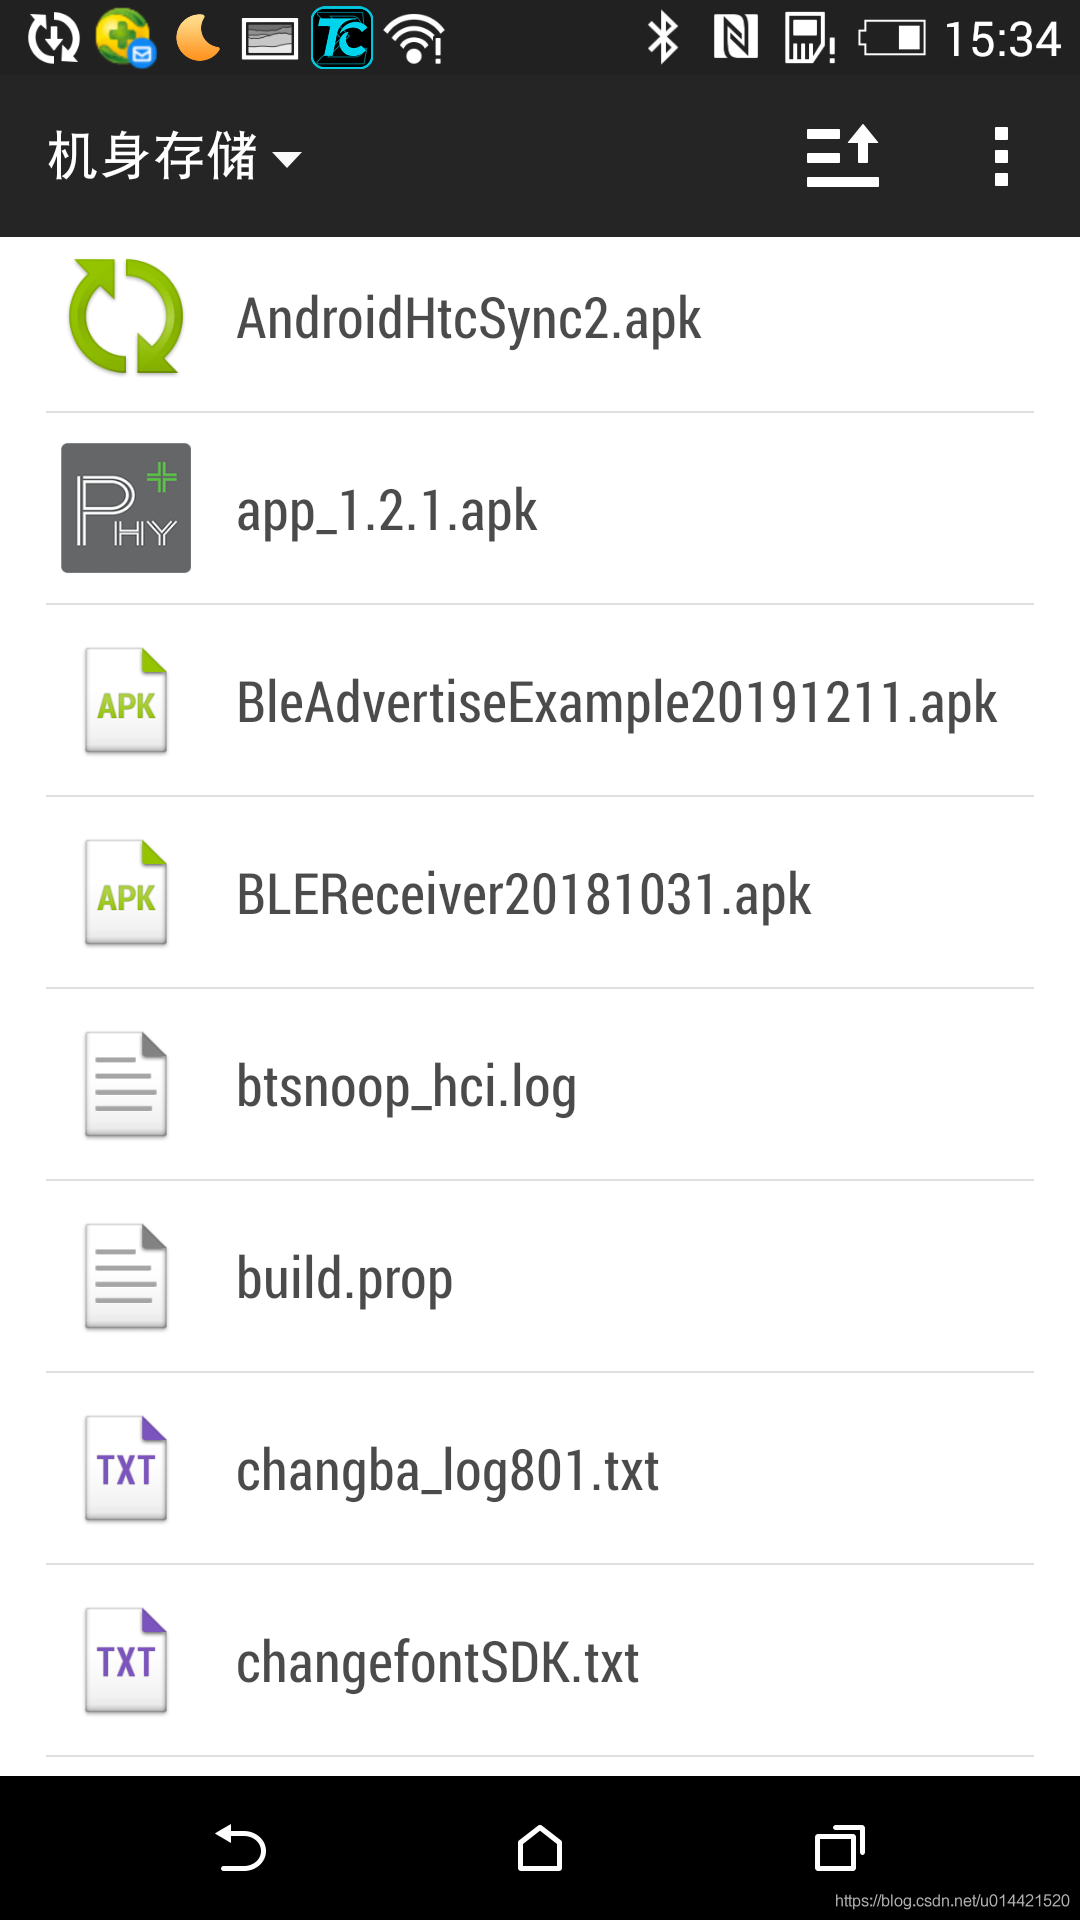 15:34
机身存储
AndroidHtcSync2.apk
PHY
app_1.2.1.apk
APK
BleAdvertiseExample20191211.apk
APK
BLEReceiver20181031.apk
btsnoop_hci.log
build.prop
TXT
changba_log801.txt
TXT
changefontSDK.txt
https://blog.csdn.net/u014421520